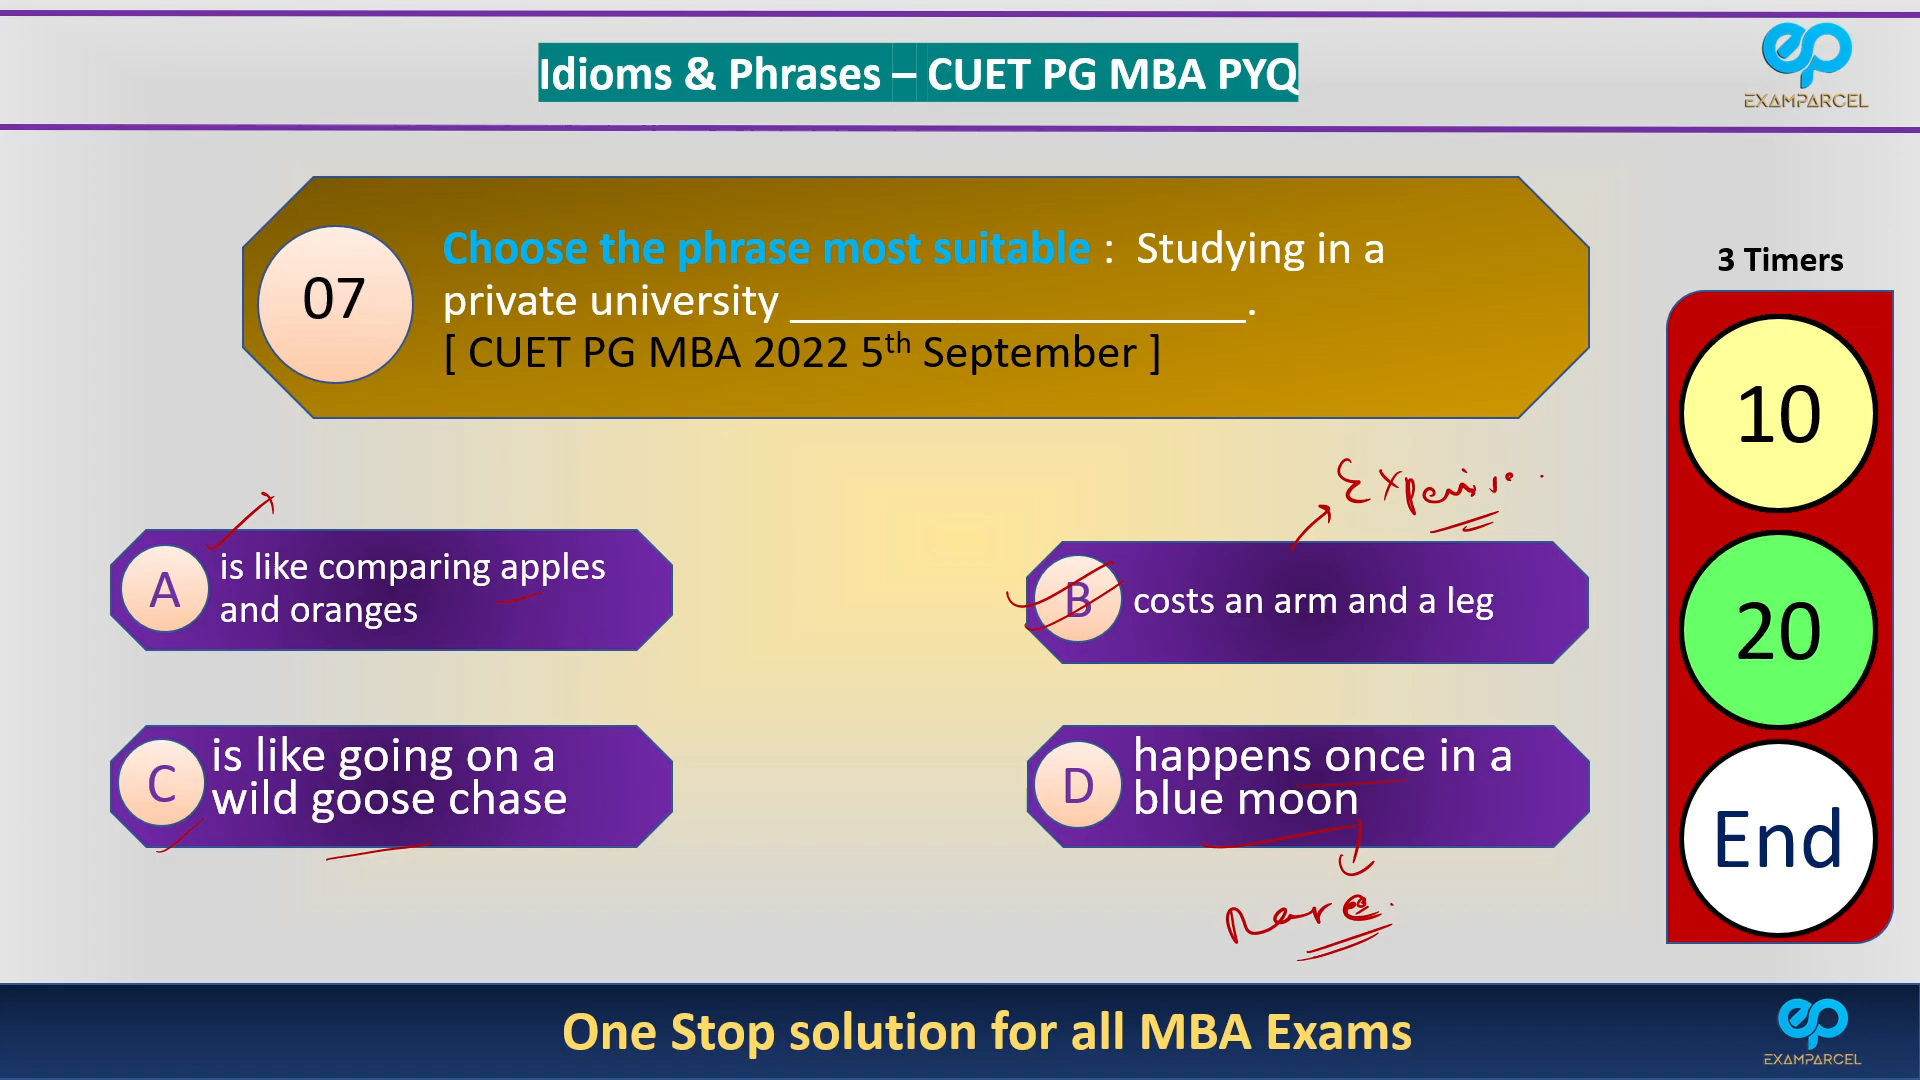 Idioms & Phrases – CUET PG MBA PYQ
EXAMPARCEL
07
Choose the phrase most suitable : Studying in a
private university ____________________.
[ CUET PG MBA 2022 5th September ]
3 Timers
10
20
End
Expensive.
A
is like comparing apples
and oranges
B
costs an arm and a leg
C
is like going on a
wild goose chase
D
happens once in a
blue moon
Rare.
One Stop solution for all MBA Exams
EXAMPARCEL